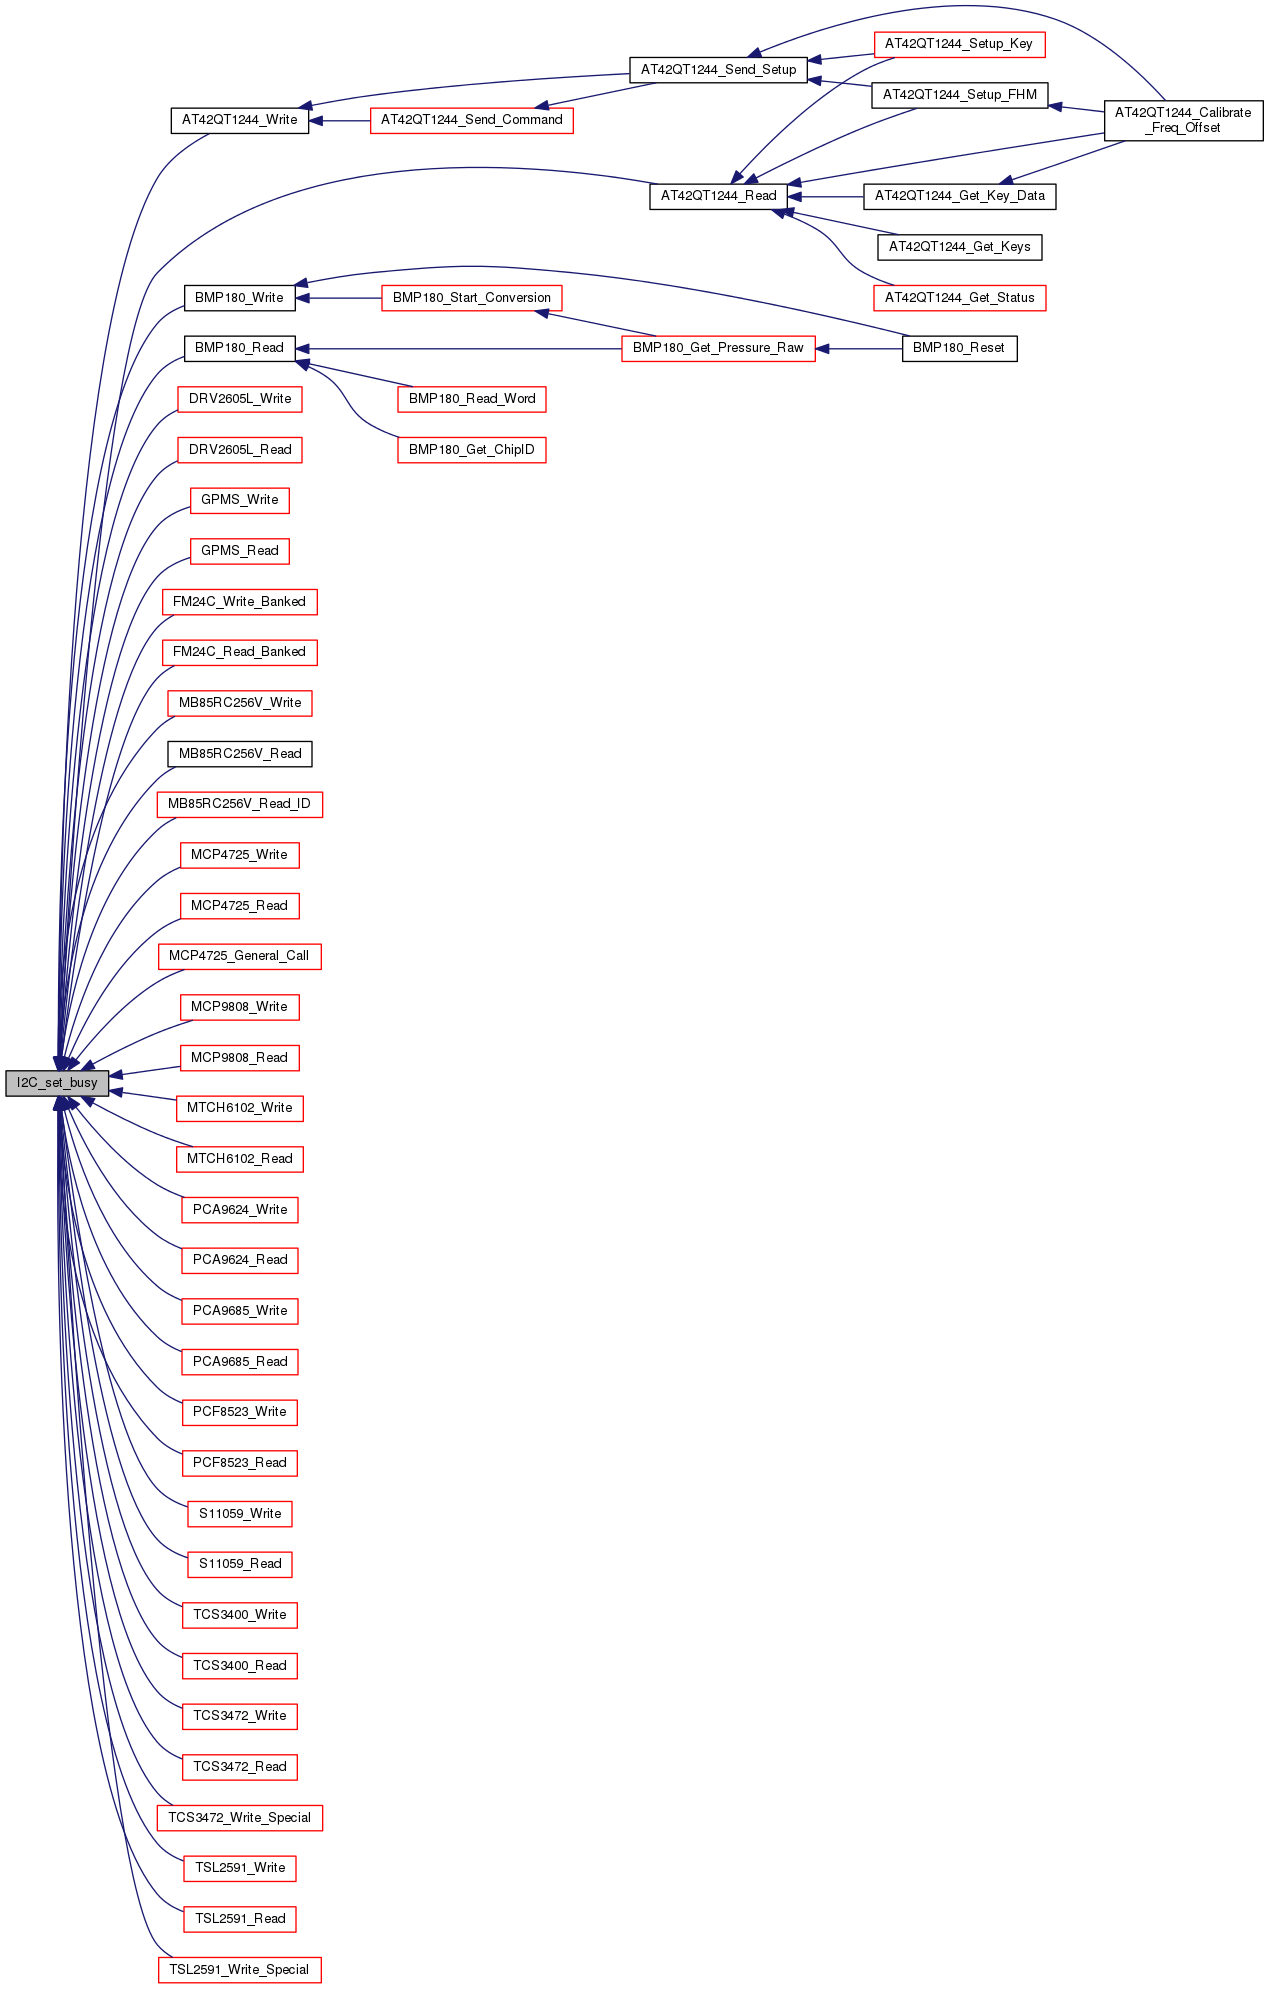 AT42QT1244_Setup_Key
AT42QT1244_Send_Setup
AT42QT1244_Setup_FHM
AT42QT1244_Calibrate
_Freq_Offset
AT42QT1244_Write
AT42QT1244_Send_Command
AT42QT1244_Read
AT42QT1244_Get_Key_Data
AT42QT1244_Get_Keys
BMP180_Write
BMP180_Start_Conversion
AT42QT1244_Get_Status
BMP180_Read
BMP180_Get_Pressure_Raw
BMP180_Reset
DRV2605L_Write
BMP180_Read_Word
DRV2605L_Read
BMP180_Get_ChipID
GPMS_Write
GPMS_Read
FM24C_Write_Banked
FM24C_Read_Banked
MB85RC256V_Write
MB85RC256V_Read
MB85RC256V_Read_ID
MCP4725_Write
MCP4725_Read
MCP4725_General_Call
MCP9808_Write
MCP9808_Read
I2C_set_busy
MTCH6102_Write
MTCH6102_Read
PCA9624_Write
PCA9624_Read
PCA9685_Write
PCA9685_Read
PCF8523_Write
PCF8523_Read
S11059_Write
S11059_Read
TCS3400_Write
TCS3400_Read
TCS3472_Write
TCS3472_Read
TCS3472_Write_Special
TSL2591_Write
TSL2591_Read
TSL2591_Write_Special